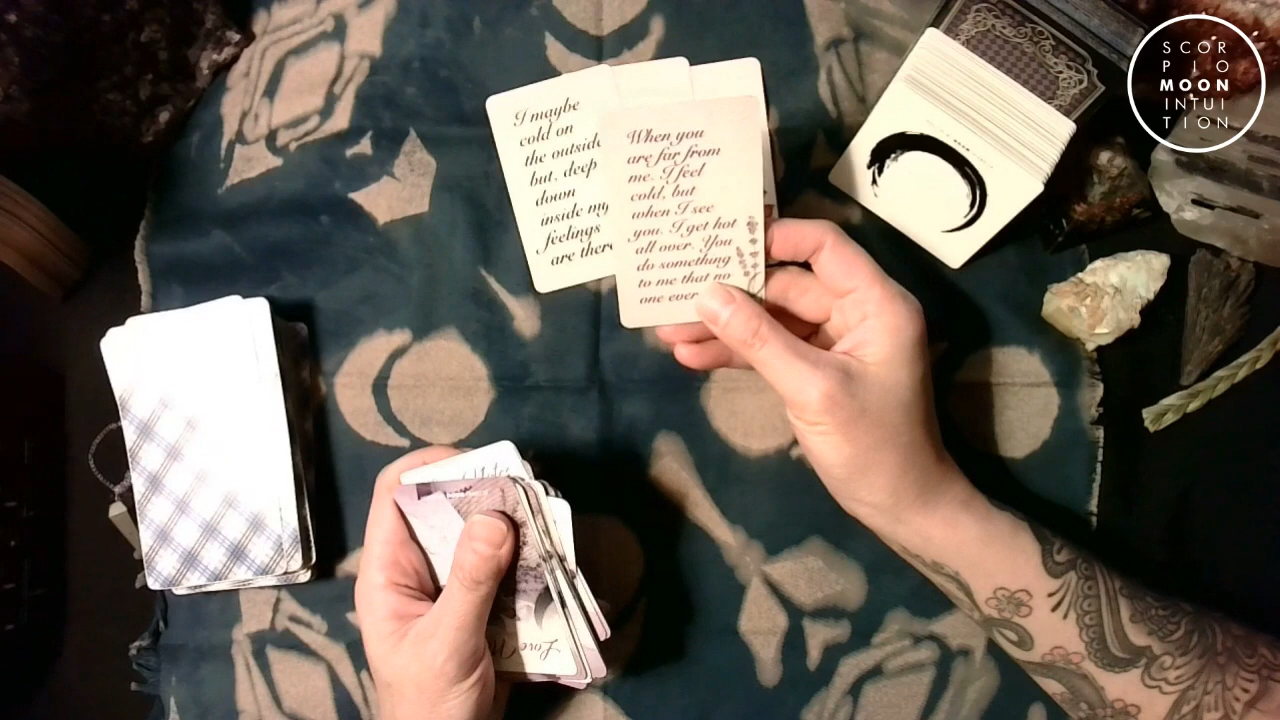 I maybe
cold on
the outside
but, deep
down
inside my
feelings
are there
When you
are far from
me. I feel
cold, but
when I see
you. I get hot
all over. You
do something
to me that no
one ever
Love
SCOR
PIO
MOON
INTUI
TION